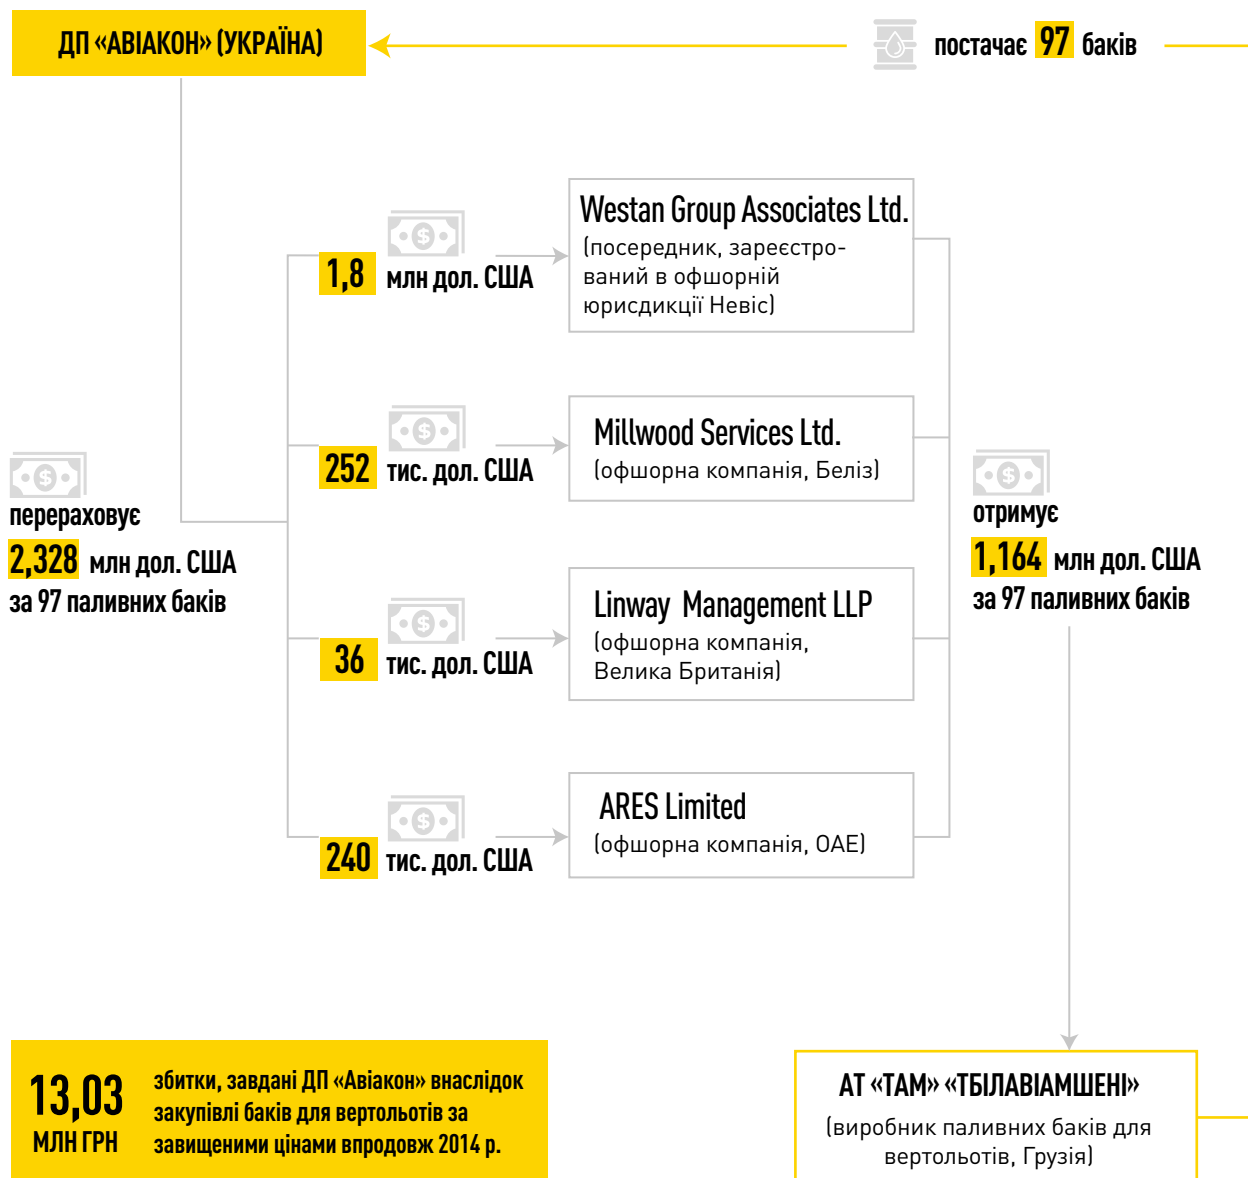 ДП «АВІАКОН» (УКРАЇНА)
постачає 97 баків
Westan Group Associates Ltd.
(посередник, зареєстро-
ваний в офшорній
юрисдикції Невіс)
1,8 млн дол. США
Millwood Services Ltd.
(офшорна компанія, Беліз)
252 тис. дол. США
перераховує
2,328 млн дол. США
за 97 паливних баків
отримує
1,164 млн дол. США
за 97 паливних баків
Linway Management LLP
(офшорна компанія,
Велика Британія)
36 тис. дол. США
ARES Limited
(офшорна компанія, ОАЕ)
240 тис. дол. США
13,03
МЛН ГРН
збитки, завдані ДП «Авіакон» внаслідок
закупівлі баків для вертольотів за
завищеними цінами впродовж 2014 р.
АТ «ТАМ» «ТБІЛАВІАМШЕНІ»
(виробник паливних баків для
вертольотів, Грузія)